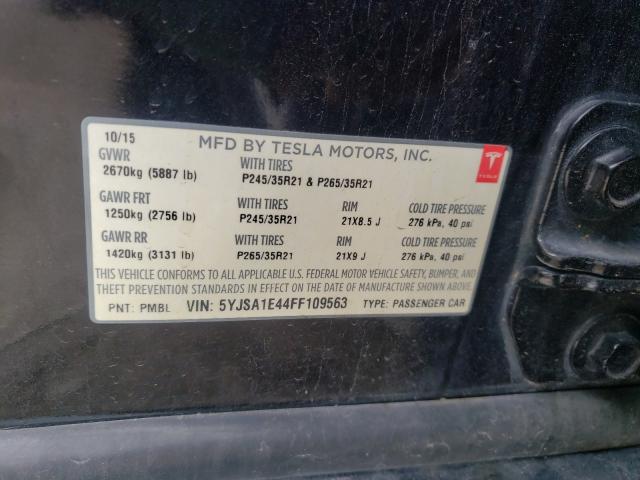 10/15 MFD BY TESLA MOTORS, INC.
GVWR WITH TIRES
2670kg (5887 lb) P245/35R21 & P265/35R21
TESLA
GAWR FRT WITH TIRES RIM COLD TIRE PRESSURE
1250kg (2756 lb) P245/35R21 21X8.5 J 276 kPa, 40 psi
GAWR RR WITH TIRES RIM COLD TIRE PRESSURE
1420kg (3131 lb) P265/35R21 21X9 J 276 kPa, 40 psi
THIS VEHICLE CONFORMS TO ALL APPLICABLE U.S. FEDERAL MOTOR VEHICLE SAFETY, BUMPER, AND
THEFT PREVENTION STANDARDS IN EFFECT ON THE DATE OF MANUFACTURE SHOWN ABOVE.
PNT: PMBL VIN: 5YJSA1E44FF109563 TYPE: PASSENGER CAR